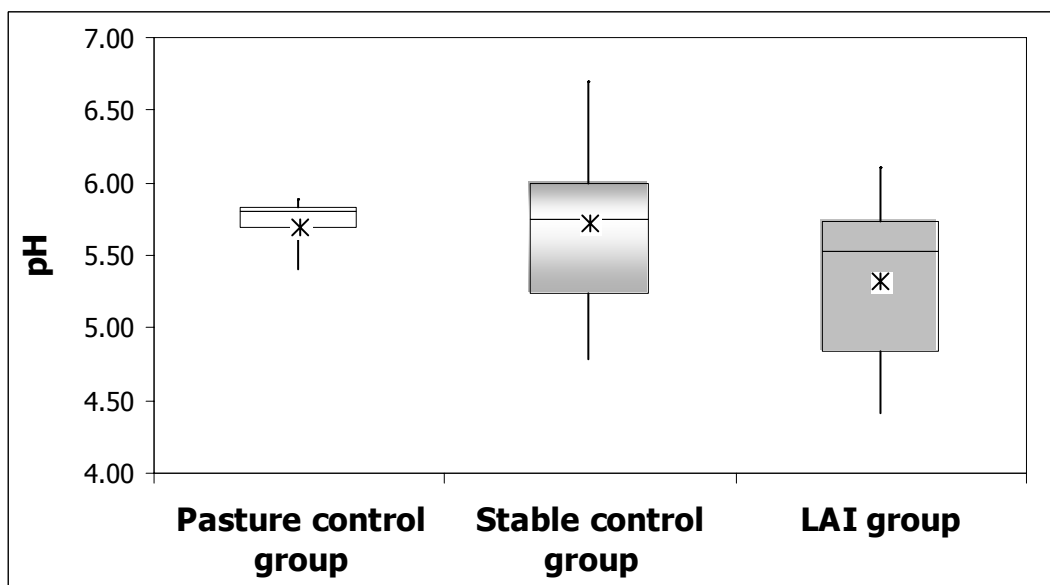 7.00
6.50
6.00
5.50
5.00
4.50
4.00
pH
Pasture control
group
Stable control
group
LAI group